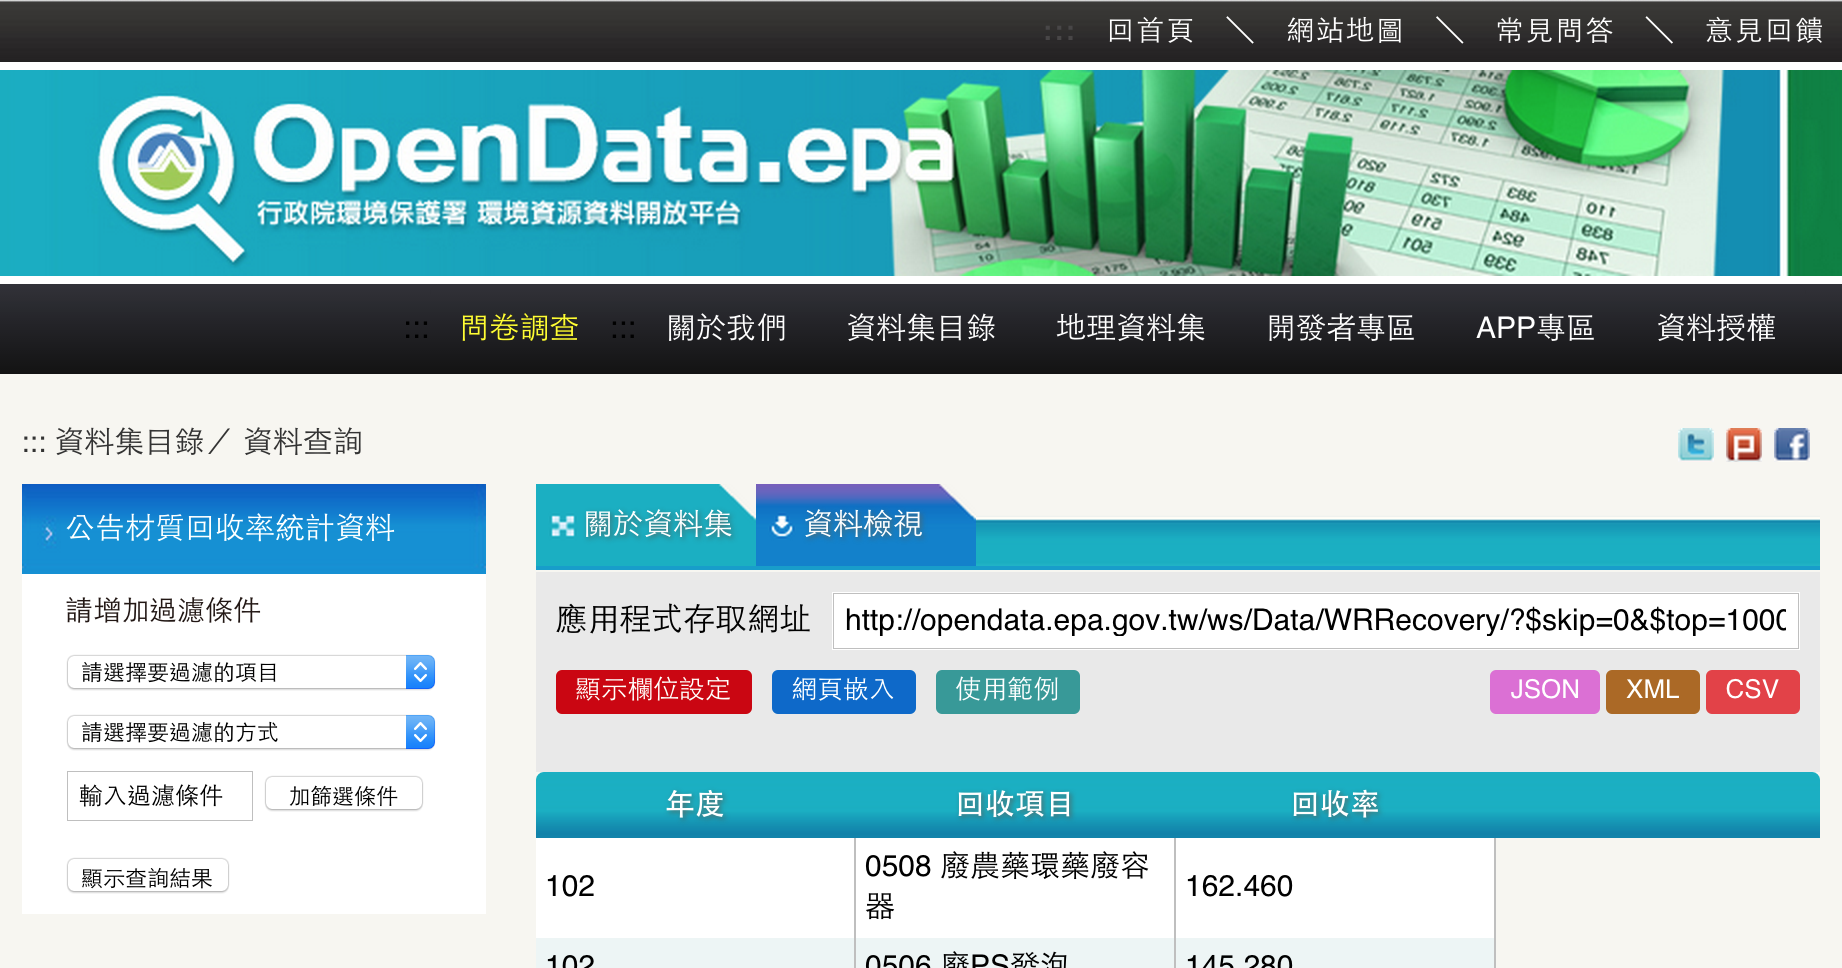 ::: 回首頁 ＼ 網站地圖 ＼ 常見問答 ＼ 意見回饋
OpenData.epa
行政院環境保護署 環境資源資料開放平台
::: 問卷調查 ::: 關於我們 資料集目錄 地理資料集 開發者專區 APP專區 資料授權
::: 資料集目錄／ 資料查詢
公告材質回收率統計資料
請增加過濾條件
請選擇要過濾的項目
請選擇要過濾的方式
輸入過濾條件 加篩選條件
顯示查詢結果
關於資料集 資料檢視
應用程式存取網址 http://opendata.epa.gov.tw/ws/Data/WRRecovery/?$skip=0&$top=1000
顯示欄位設定 網頁嵌入 使用範例 JSON XML CSV
年度 回收項目 回收率
102 0508 廢農藥環藥廢容 162.460
器
102 0506 廢PS發泡 145.280